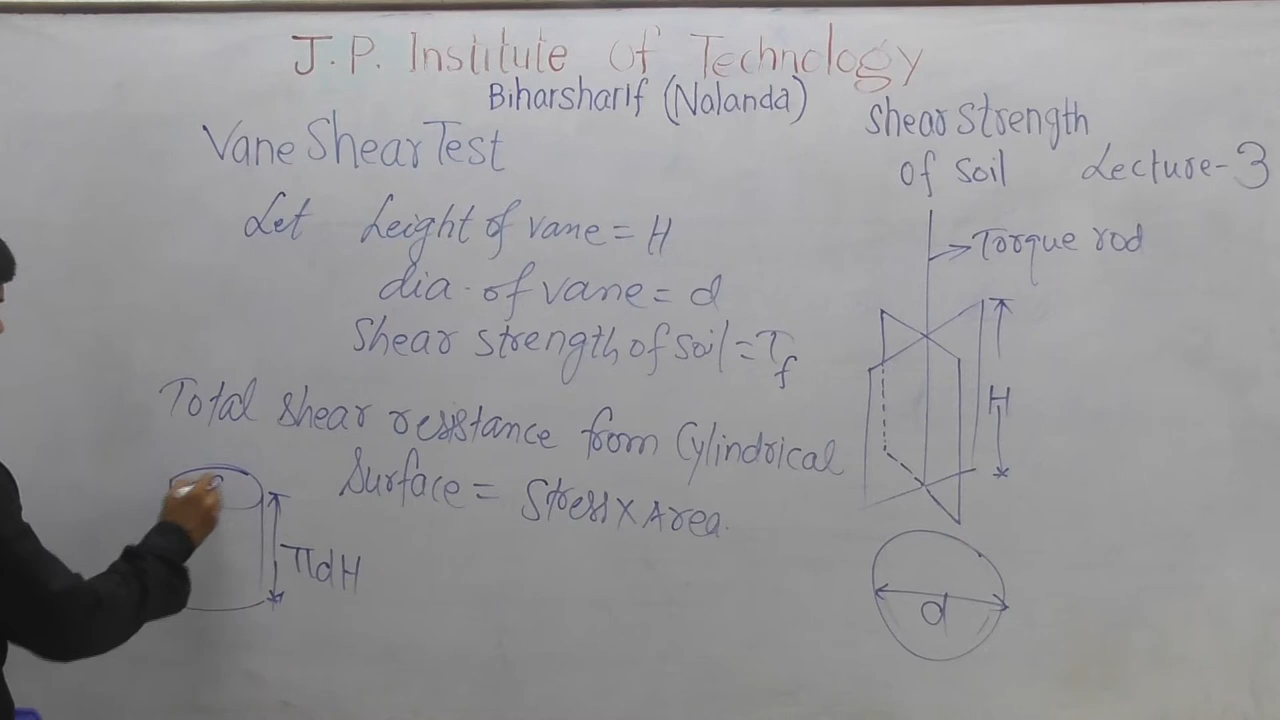 J.P. Institute Of Technology
Biharsharif (Nalanda)
Vane Shear Test
Shear Strength
of Soil Lecture-3
Let height of vane = H
dia. of vane = d
Shear strength of soil = τf
Total shear resistance from Cylindrical
Surface = Stress X Area.
πdH
Torque rod
H
d